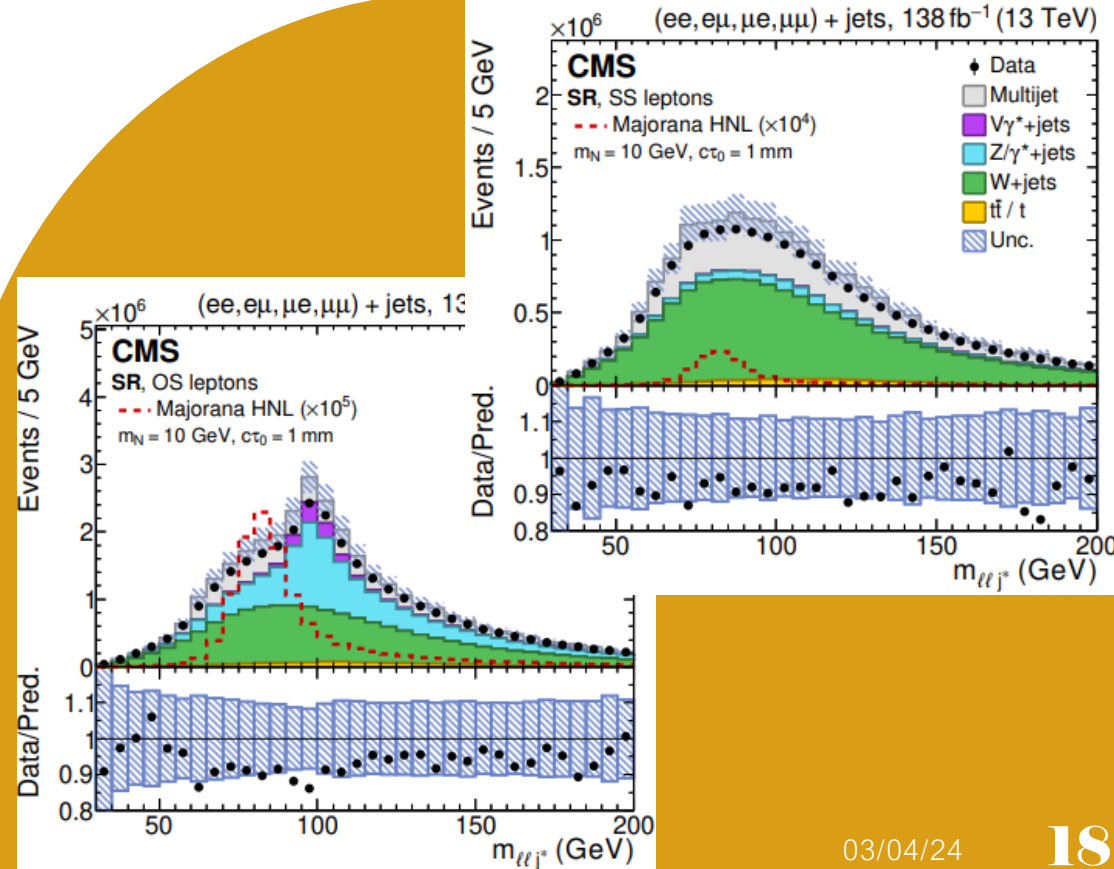 ×10⁶
(ee,eμ,μe,μμ) + jets, 138 fb⁻¹ (13 TeV)
Events / 5 GeV
CMS
SR, SS leptons
Majorana HNL (×10⁴)
m_N = 10 GeV, cτ₀ = 1 mm
Data
Multijet
Vγ*+jets
Z/γ*+jets
W+jets
tt̄ / t
Unc.
2
1.5
1
0.5
0
Data/Pred.
1.1
1
0.9
0.8
50 100 150 200
m_ℓℓj* (GeV)
×10⁶
(ee,eμ,μe,μμ) + jets, 13
Events / 5 GeV
CMS
SR, OS leptons
Majorana HNL (×10⁵)
m_N = 10 GeV, cτ₀ = 1 mm
5
4
3
2
1
0
Data/Pred.
1.1
1
0.9
0.8
50 100 150 200
m_ℓℓj* (GeV)
03/04/24
18